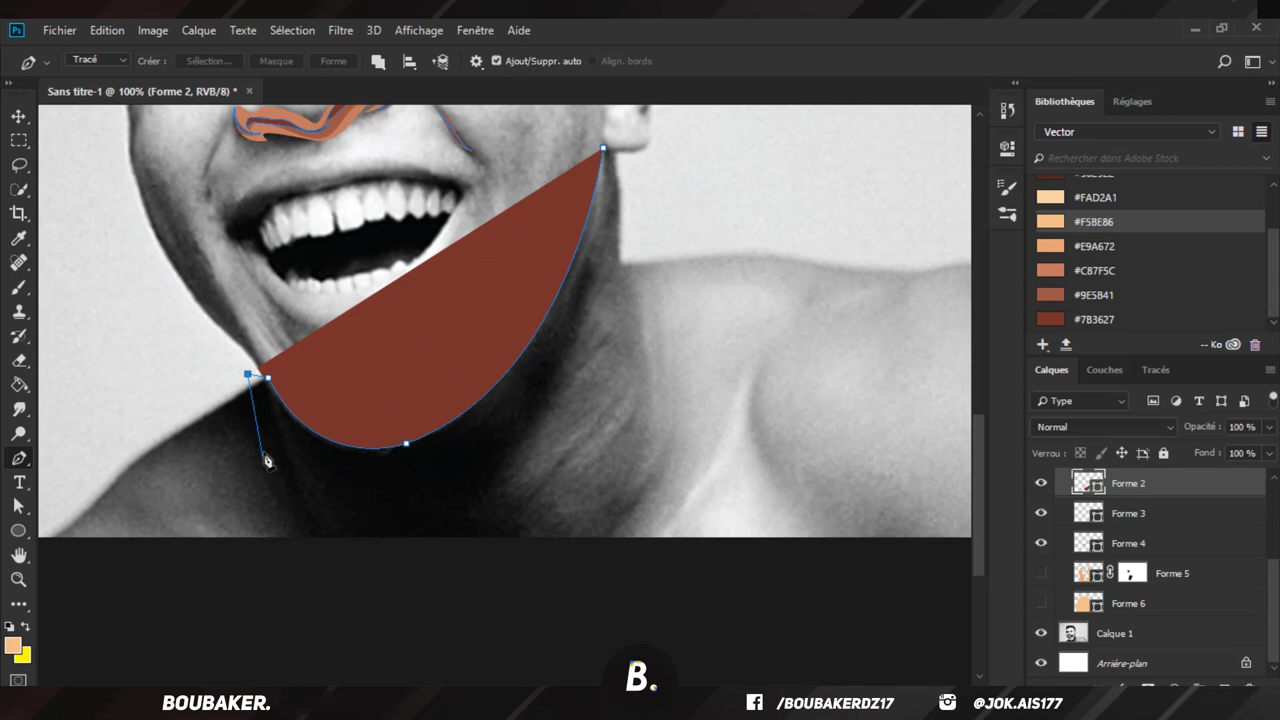 Ps Fichier Edition Image Calque Texte Sélection Filtre 3D Affichage Fenêtre Aide
Tracé Créer : Sélection... Masque Forme Ajout/Suppr. auto Align. bords
Sans titre-1 @ 100% (Forme 2, RVB/8) *
Bibliothèques Réglages
Vector
Rechercher dans Adobe Stock
#FAD2A1
#F5BE86
#E9A672
#C87F5C
#9E5B41
#7B3627
-- Ko
Calques Couches Tracés
Type
Normal Opacité : 100 %
Verrou : Fond : 100 %
Forme 2
Forme 3
Forme 4
Forme 5
Forme 6
Calque 1
Arrière-plan
B.
BOUBAKER. /BOUBAKERDZ17 @JOK.AIS177